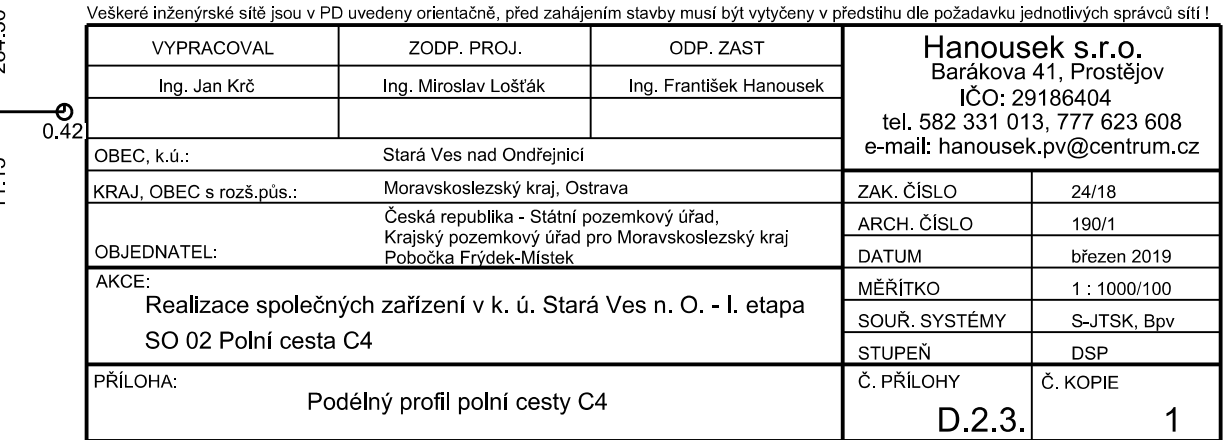 Veškeré inženýrské sítě jsou v PD uvedeny orientačně, před zahájením stavby musí být vytyčeny v předstihu dle požadavku jednotlivých správců sítí !
VYPRACOVAL ZODP. PROJ. ODP. ZAST
Ing. Jan Krč Ing. Miroslav Lošťák Ing. František Hanousek
Hanousek s.r.o.
Barákova 41, Prostějov
IČO: 29186404
tel. 582 331 013, 777 623 608
e-mail: hanousek.pv@centrum.cz
0.42
OBEC, k.ú.: Stará Ves nad Ondřejnicí
KRAJ, OBEC s rozš.půs.: Moravskoslezský kraj, Ostrava
OBJEDNATEL: Česká republika - Státní pozemkový úřad,
Krajský pozemkový úřad pro Moravskoslezský kraj
Pobočka Frýdek-Místek
ZAK. ČÍSLO 24/18
ARCH. ČÍSLO 190/1
DATUM březen 2019
MĚŘÍTKO 1 : 1000/100
SOUŘ. SYSTÉMY S-JTSK, Bpv
STUPEŇ DSP
AKCE:
Realizace společných zařízení v k. ú. Stará Ves n. O. - I. etapa
SO 02 Polní cesta C4
PŘÍLOHA:
Podélný profil polní cesty C4
Č. PŘÍLOHY Č. KOPIE
D.2.3. 1